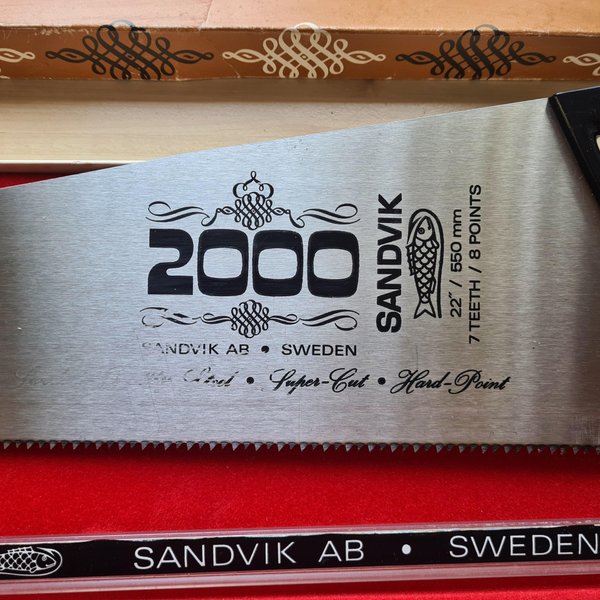 2000
SANDVIK AB • SWEDEN
Steel • Super-Cut • Hard-Point
SANDVIK
22" / 550 mm
7 TEETH / 8 POINTS
SANDVIK AB • SWEDEN